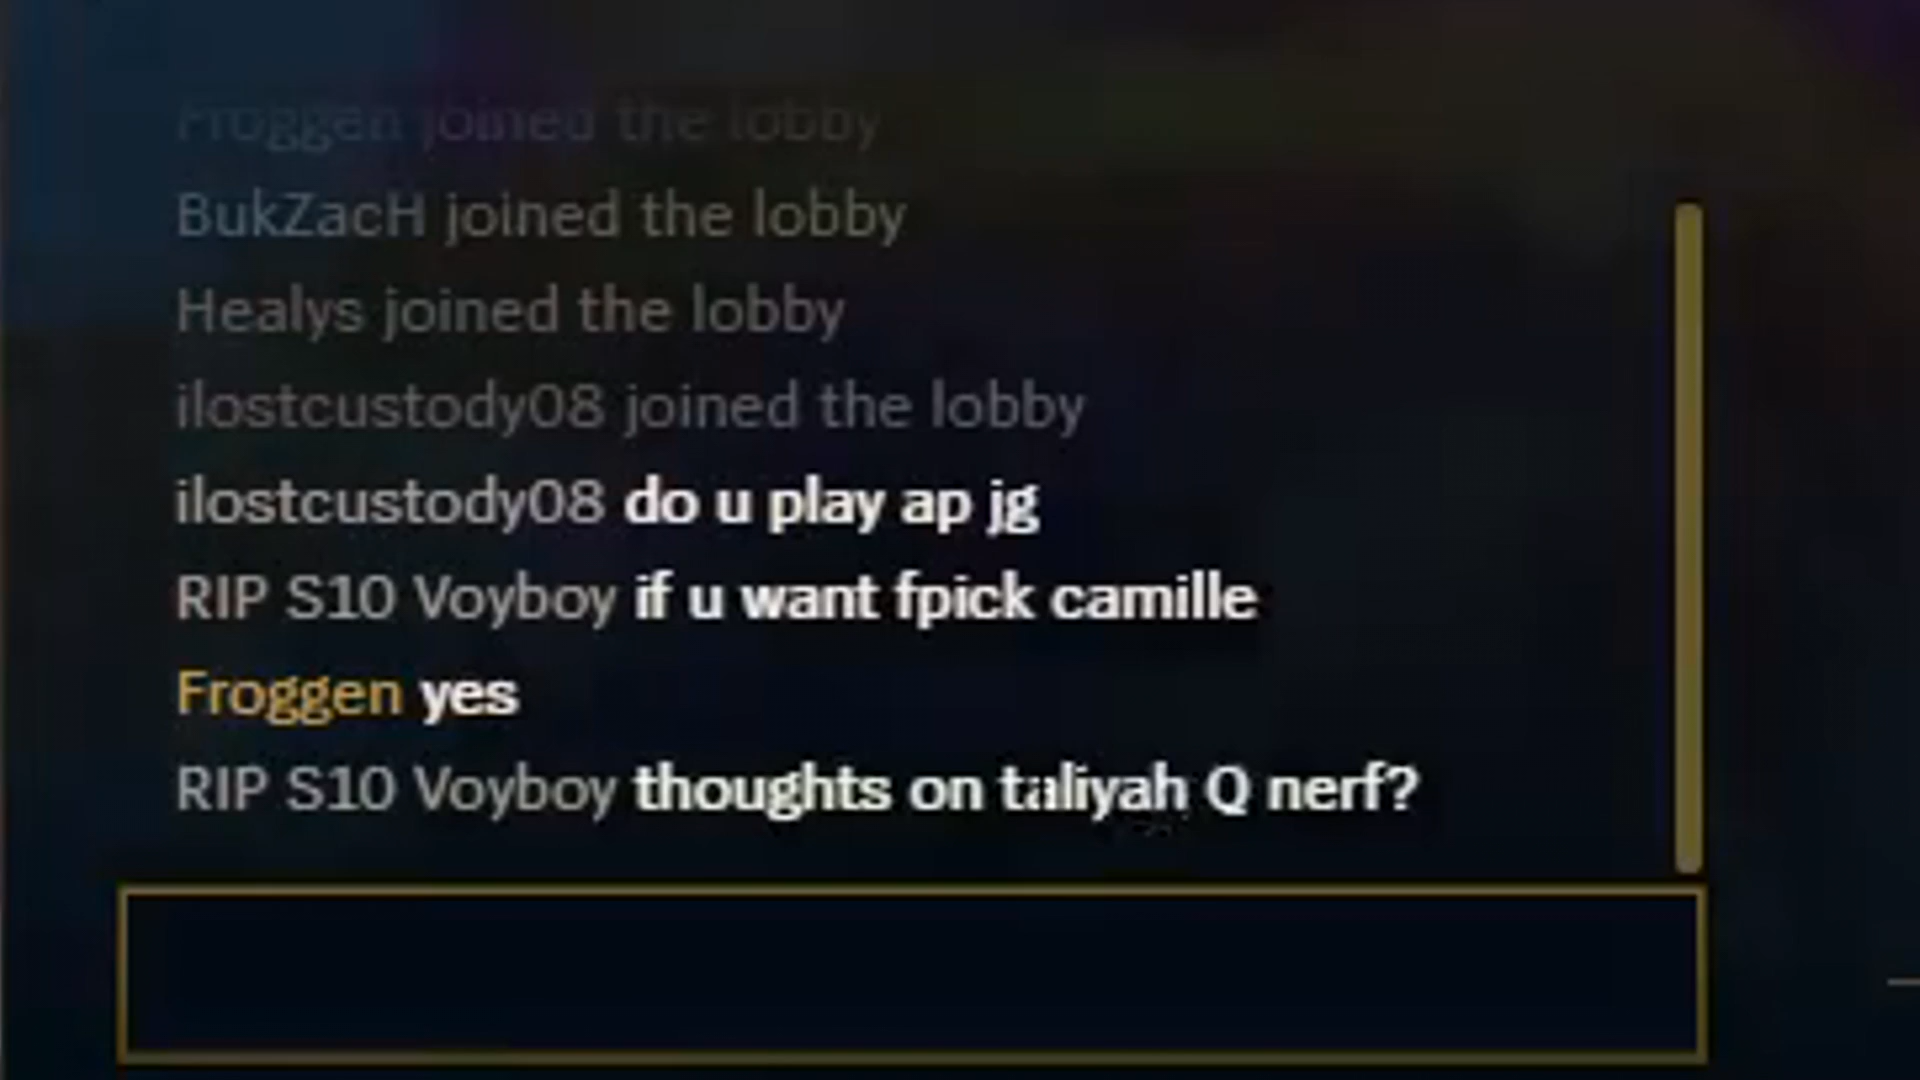 Froggen joined the lobby
BukZacH joined the lobby
Healys joined the lobby
ilostcustody08 joined the lobby
ilostcustody08 do u play ap jg
RIP S10 Voyboy if u want fpick camille
Froggen yes
RIP S10 Voyboy thoughts on taliyah Q nerf?